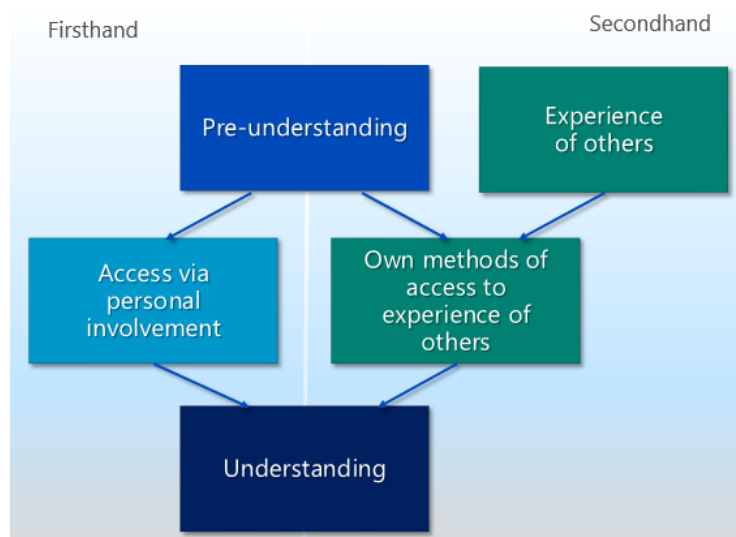 Firsthand
Secondhand
Pre-understanding
Experience
of others
Access via
personal
involvement
Own methods of
access to
experience of
others
Understanding